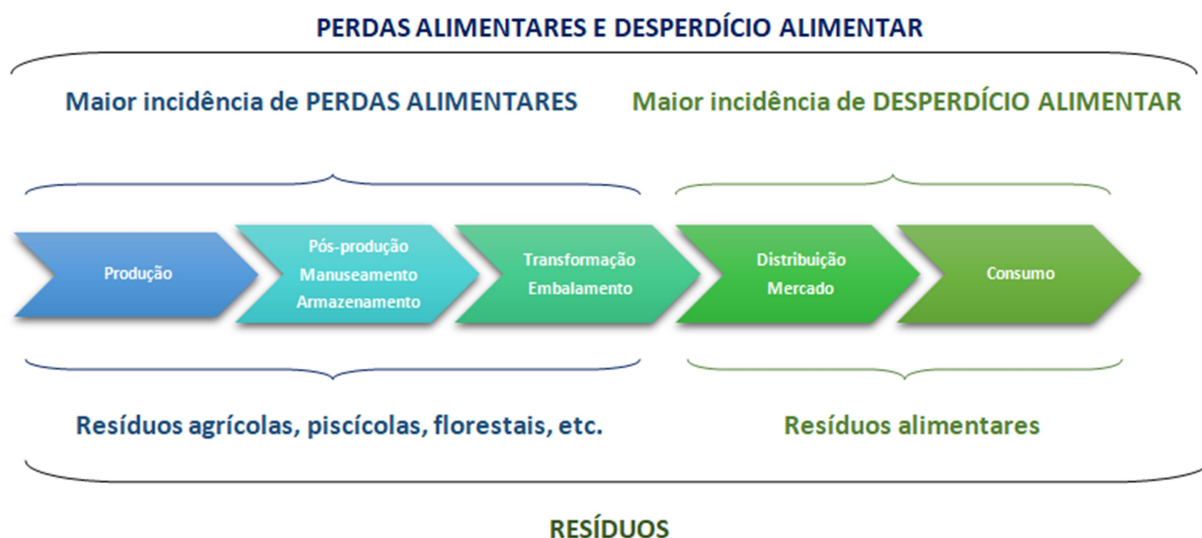 PERDAS ALIMENTARES E DESPERDÍCIO ALIMENTAR
Maior incidência de PERDAS ALIMENTARES
Maior incidência de DESPERDÍCIO ALIMENTAR
Produção
Pós-produção
Manuseamento
Armazenamento
Transformação
Embalamento
Distribuição
Mercado
Consumo
Resíduos agrícolas, piscícolas, florestais, etc.
Resíduos alimentares
RESÍDUOS